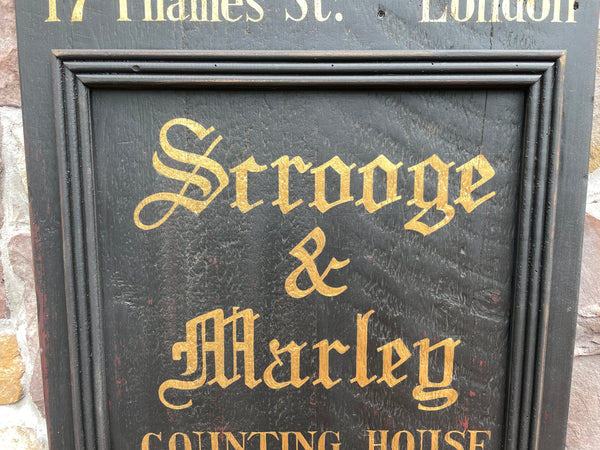 17 Thames St. London
Scrooge
&
Marley
COUNTING HOUSE